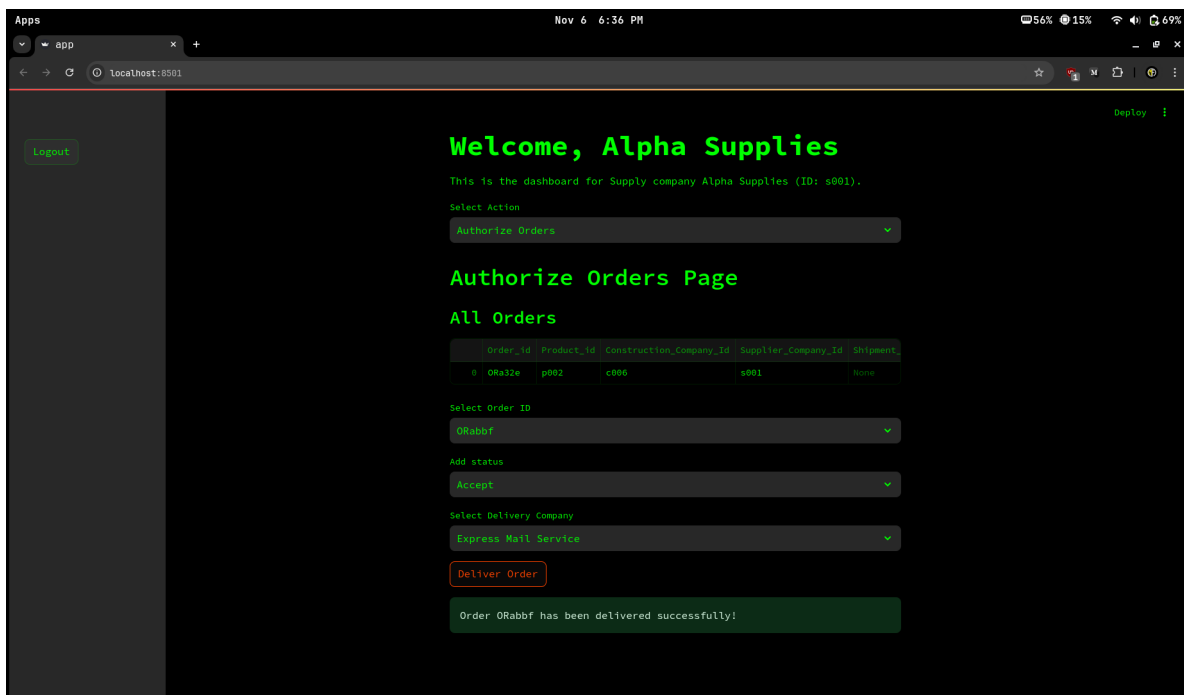 Apps Nov 6 6:36 PM 56% 15% 69%
app
localhost:8501
Deploy
Logout
Welcome, Alpha Supplies
This is the dashboard for Supply company Alpha Supplies (ID: s001).
Select Action
Authorize Orders
Authorize Orders Page
All Orders
Order_id Product_id Construction_Company_Id Supplier_Company_Id Shipment_
0 ORa32e p002 c006 s001 None
Select Order ID
ORabbf
Add status
Accept
Select Delivery Company
Express Mail Service
Deliver Order
Order ORabbf has been delivered successfully!